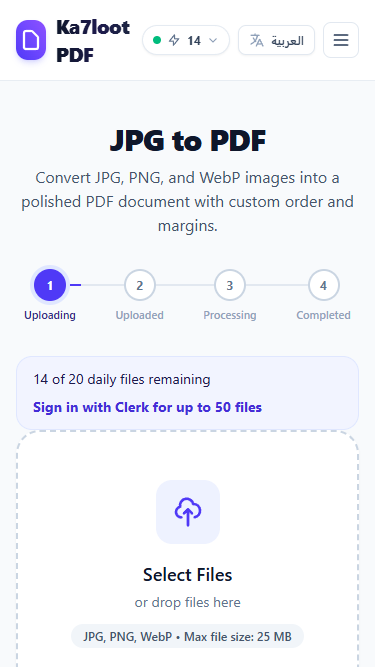 Ka7loot
PDF
14
العربية
JPG to PDF
Convert JPG, PNG, and WebP images into a
polished PDF document with custom order and
margins.
1
2
3
4
Uploading
Uploaded
Processing
Completed
14 of 20 daily files remaining
Sign in with Clerk for up to 50 files
Select Files
or drop files here
JPG, PNG, WebP • Max file size: 25 MB